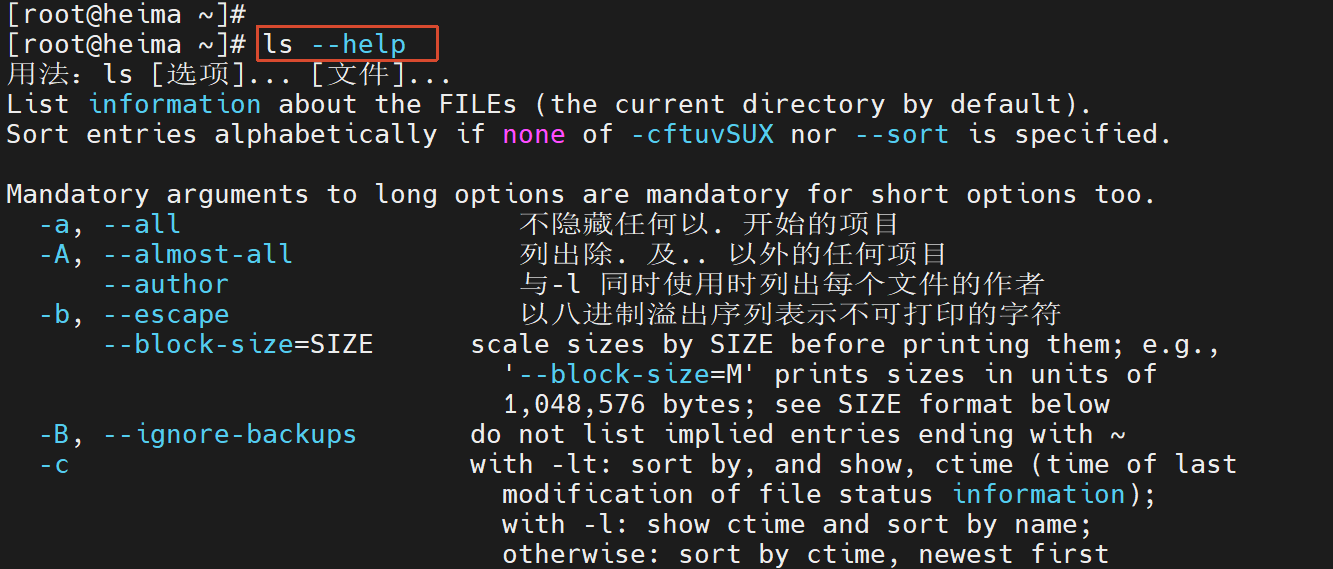 [root@heima ~]#
[root@heima ~]# ls --help
用法：ls [选项]... [文件]...
List information about the FILEs (the current directory by default).
Sort entries alphabetically if none of -cftuvSUX nor --sort is specified.
Mandatory arguments to long options are mandatory for short options too.
-a, --all 不隐藏任何以. 开始的项目
-A, --almost-all 列出除. 及.. 以外的任何项目
--author 与-l 同时使用时列出每个文件的作者
-b, --escape 以八进制溢出序列表示不可打印的字符
--block-size=SIZE scale sizes by SIZE before printing them; e.g.,
'--block-size=M' prints sizes in units of
1,048,576 bytes; see SIZE format below
-B, --ignore-backups do not list implied entries ending with ~
-c with -lt: sort by, and show, ctime (time of last
modification of file status information);
with -l: show ctime and sort by name;
otherwise: sort by ctime, newest first